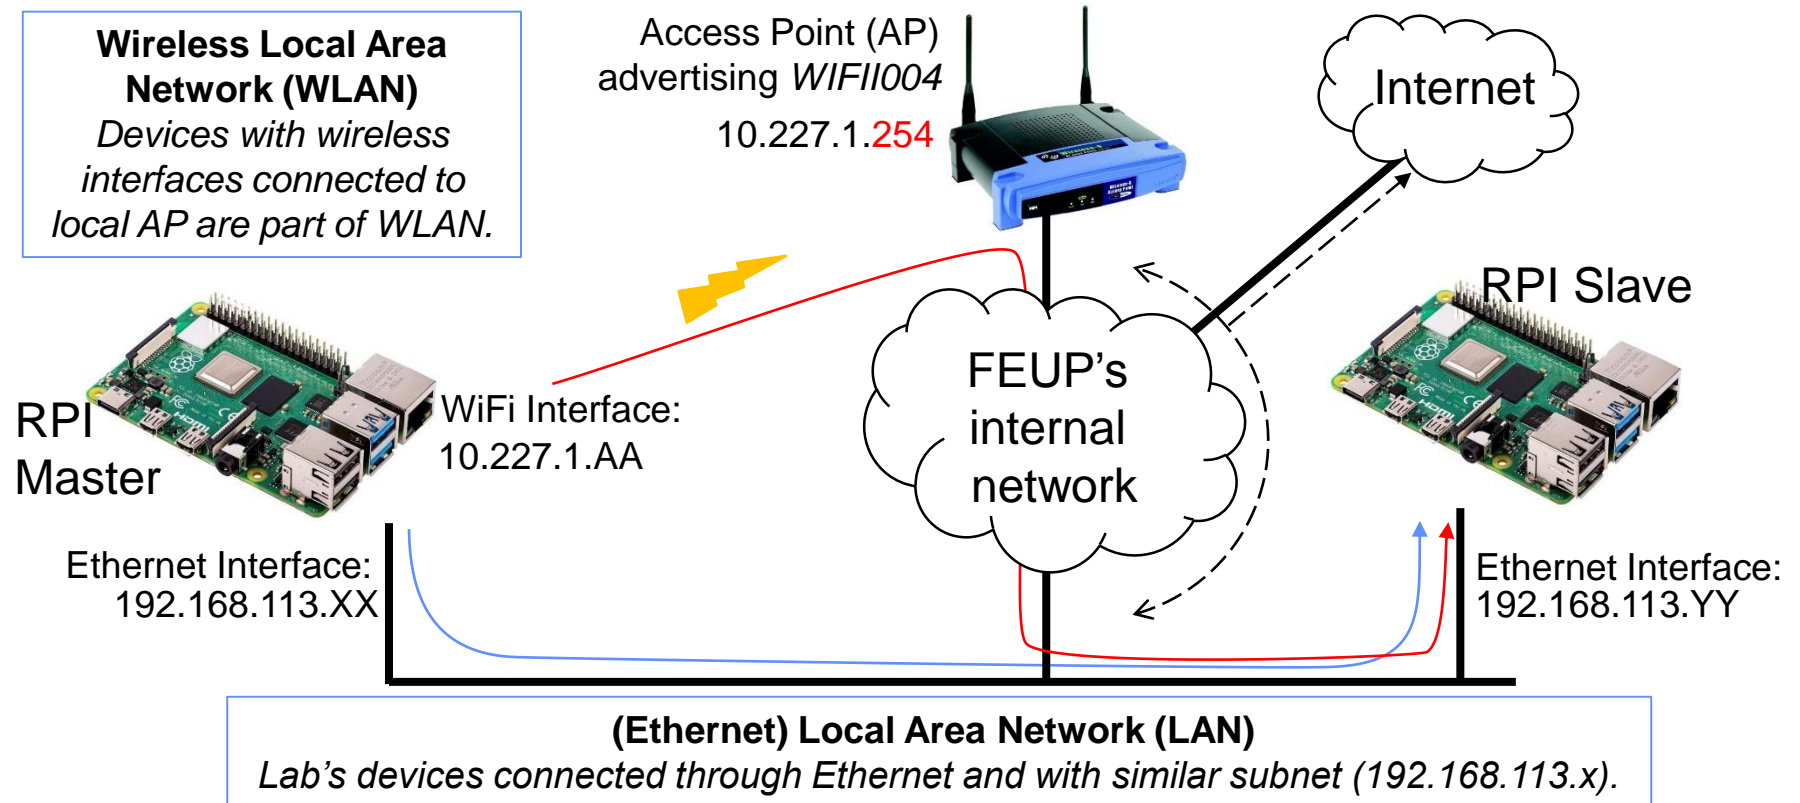 Wireless Local Area
Network (WLAN)
Devices with wireless
interfaces connected to
local AP are part of WLAN.
Access Point (AP)
advertising WIFII004
10.227.1.254
Internet
RPI Slave
FEUP's
internal
network
RPI
Master
WiFi Interface:
10.227.1.AA
Ethernet Interface:
192.168.113.XX
Ethernet Interface:
192.168.113.YY
(Ethernet) Local Area Network (LAN)
Lab's devices connected through Ethernet and with similar subnet (192.168.113.x).